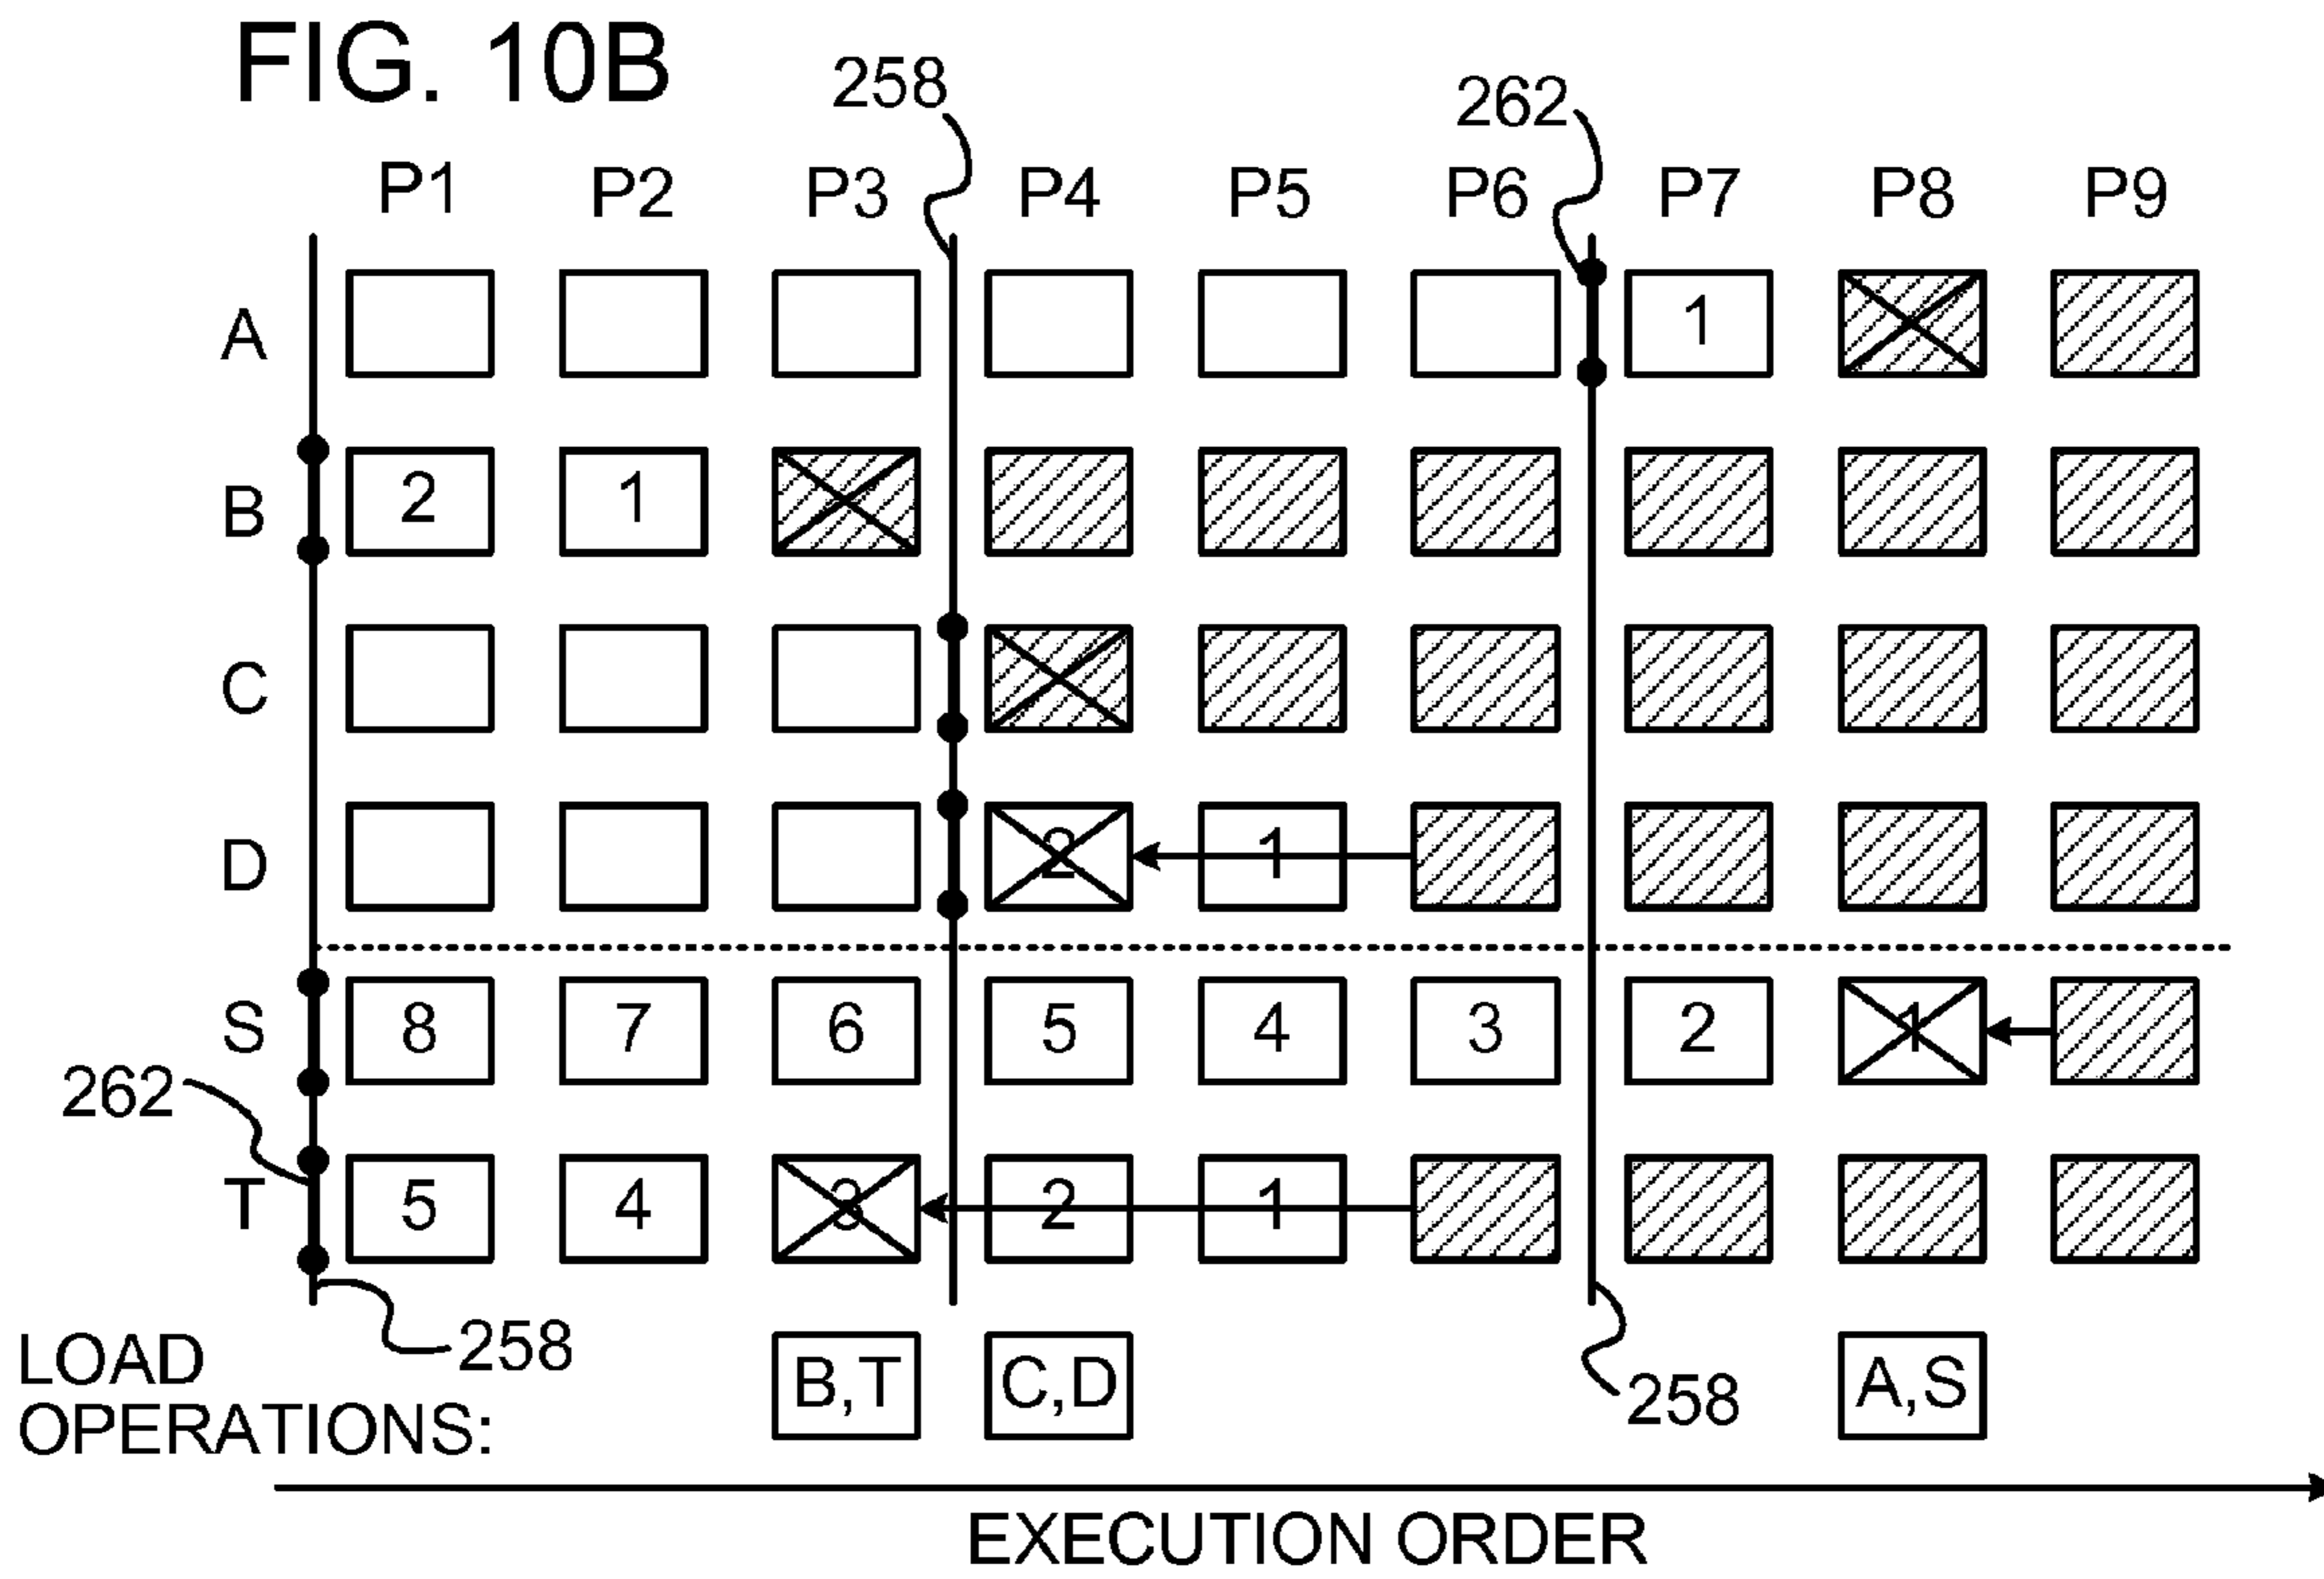 FIG. 10B
258
262
P1 P2 P3 P4 P5 P6 P7 P8 P9
A 1
B 2 1
C
D 2 1
S 8 7 6 5 4 3 2 1
262
T 5 4 3 2 1
258
258
LOAD
OPERATIONS:
B,T C,D A,S
EXECUTION ORDER